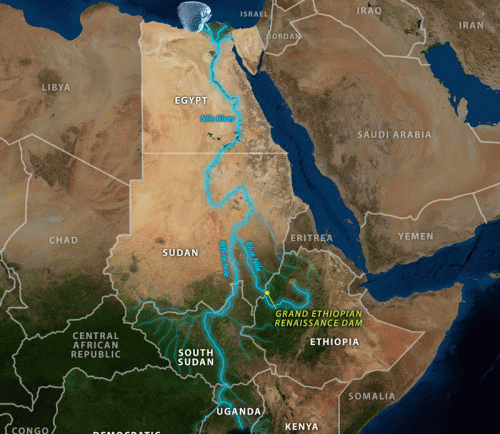 ISRAEL
IRAQ
IRAN
JORDAN
LIBYA
EGYPT
Nile River
SAUDI ARABIA
CHAD
SUDAN
White Nile
Blue Nile
ERITREA
YEMEN
GRAND ETHIOPIAN
RENAISSANCE DAM
CENTRAL
AFRICAN
REPUBLIC
SOUTH
SUDAN
ETHIOPIA
SOMALIA
UGANDA
KENYA
CONGO
DEMOCRATIC